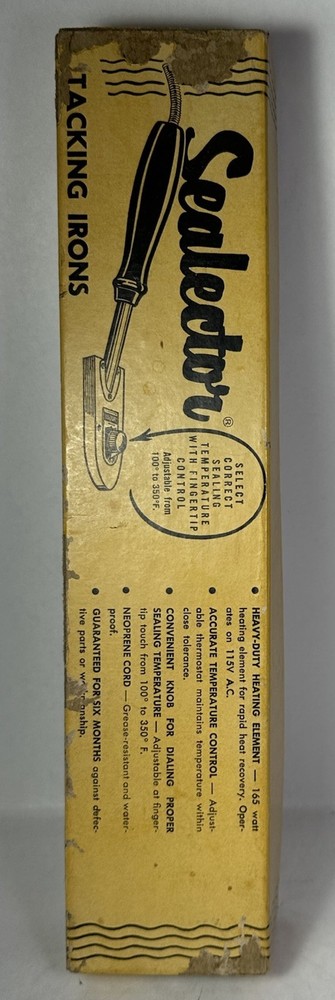 Sealector®
TACKING IRONS
SELECT
CORRECT
SEALING
TEMPERATURE
WITH FINGERTIP
CONTROL
Adjustable from
100° to 350°F.
• HEAVY-DUTY HEATING ELEMENT — 165 watt
heating element for rapid heat recovery. Oper-
ates on 115V A.C.
• ACCURATE TEMPERATURE CONTROL — Adjust-
able thermostat maintains temperature within
close tolerance.
• CONVENIENT KNOB FOR DIALING PROPER
SEALING TEMPERATURE — Adjustable at finger-
tip touch from 100° to 350° F.
• NEOPRENE CORD — Grease-resistant and water-
proof.
• GUARANTEED FOR SIX MONTHS against defec-
tive parts or workmanship.